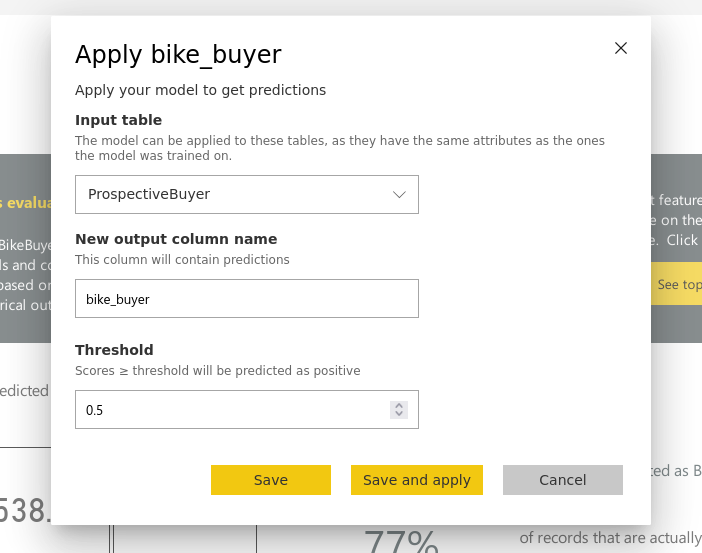 Apply bike_buyer
Apply your model to get predictions
Input table
The model can be applied to these tables, as they have the same attributes as the ones
the model was trained on.
ProspectiveBuyer
New output column name
This column will contain predictions
bike_buyer
Threshold
Scores ≥ threshold will be predicted as positive
0.5
Save
Save and apply
Cancel
BikeBuye
ls and co
based on
rical out
t feature
e on the
e. Click
See top
edicted
538.
77%
ted as B
of records that are actually